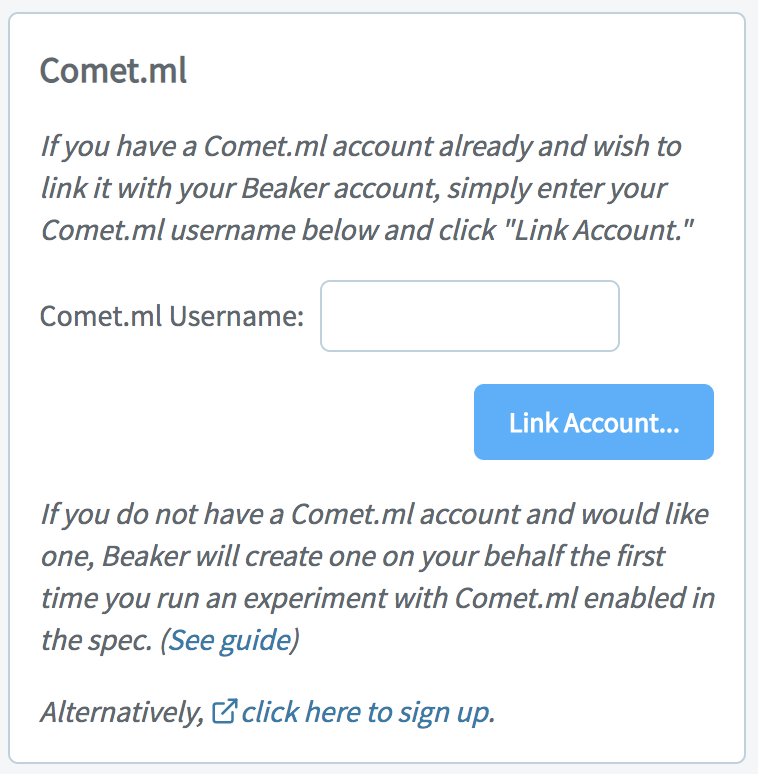 Comet.ml
If you have a Comet.ml account already and wish to
link it with your Beaker account, simply enter your
Comet.ml username below and click "Link Account."
Comet.ml Username:
Link Account...
If you do not have a Comet.ml account and would like
one, Beaker will create one on your behalf the first
time you run an experiment with Comet.ml enabled in
the spec. (See guide)
Alternatively, click here to sign up.